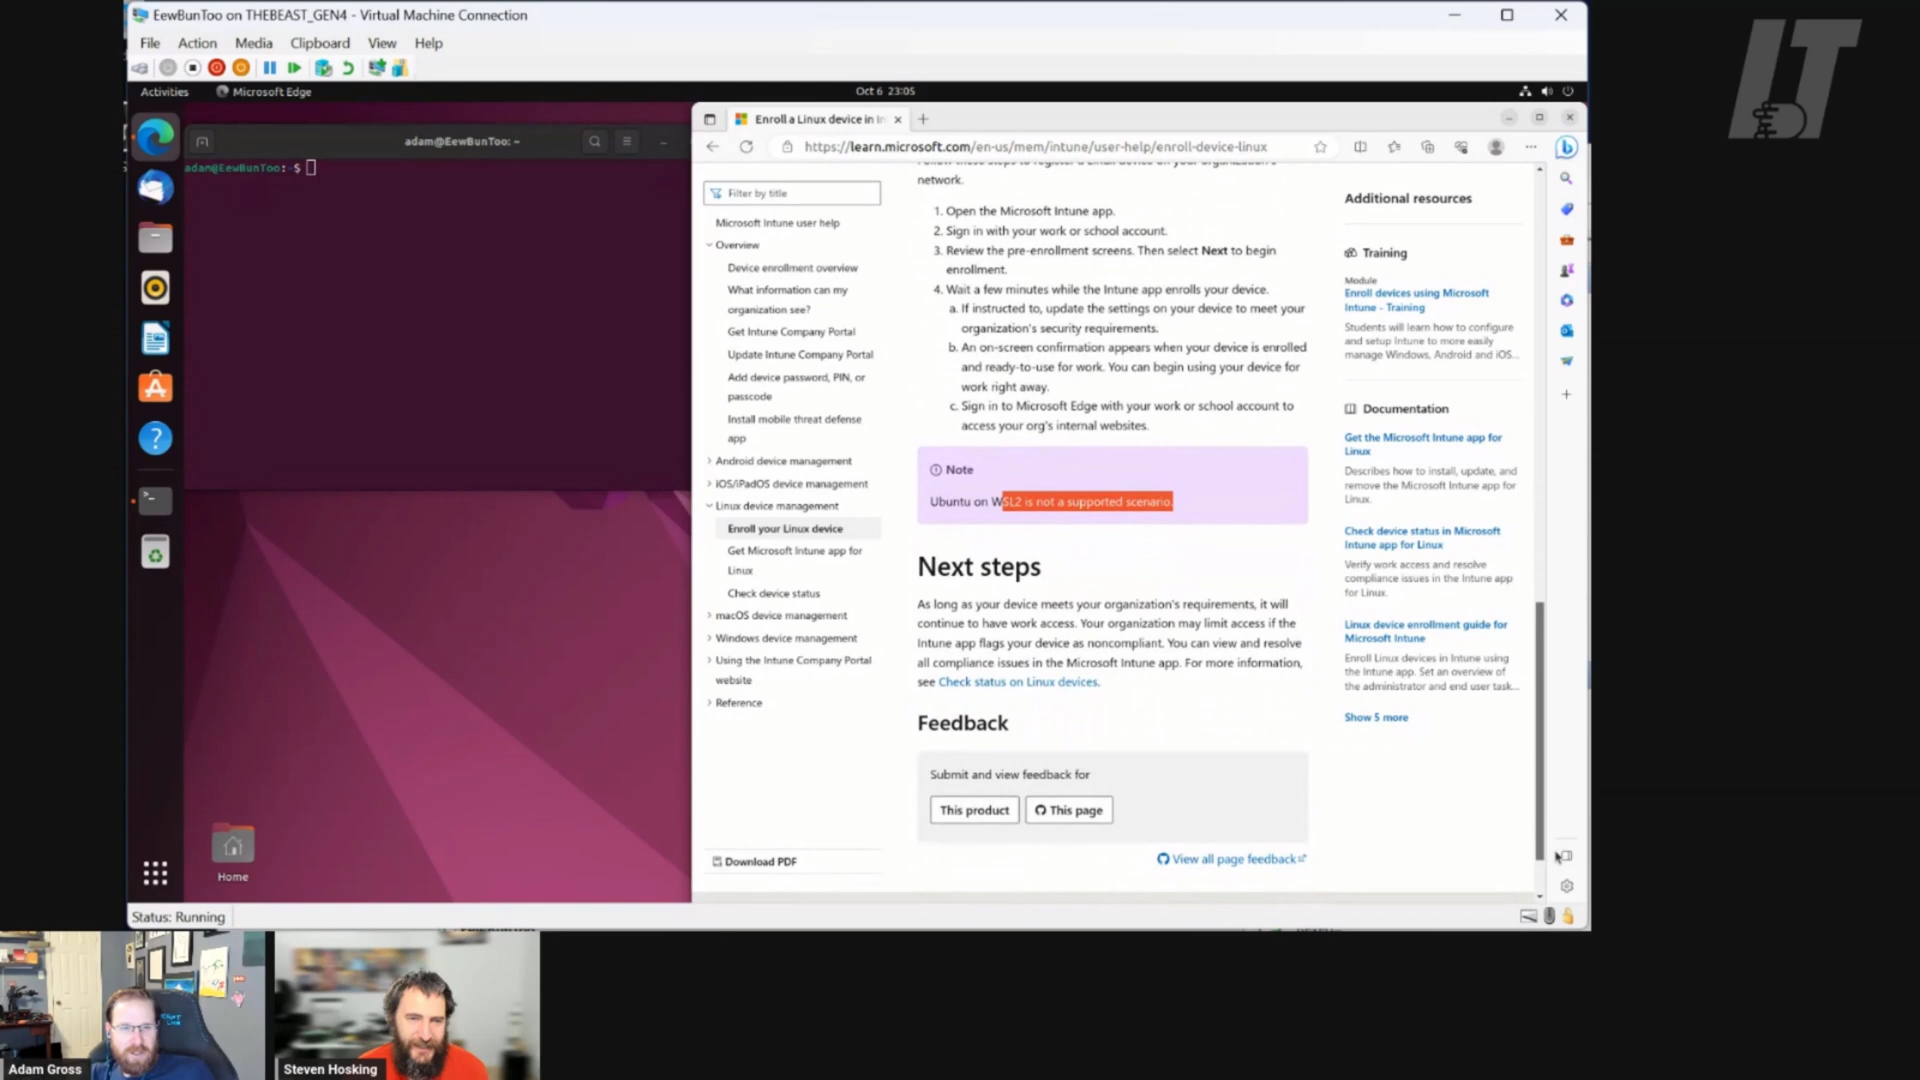 EewBunToo on THEBEAST_GEN4 - Virtual Machine Connection
File Action Media Clipboard View Help
Activities Microsoft Edge Oct 6 23:05
adam@EewBunToo: ~
adam@EewBunToo:~$
Enroll a Linux device in In
https://learn.microsoft.com/en-us/mem/intune/user-help/enroll-device-linux
Filter by title
Microsoft Intune user help
Overview
Device enrollment overview
What information can my
organization see?
Get Intune Company Portal
Update Intune Company Portal
Add device password, PIN, or
passcode
Install mobile threat defense
app
Android device management
iOS/iPadOS device management
Linux device management
Enroll your Linux device
Get Microsoft Intune app for
Linux
Check device status
macOS device management
Windows device management
Using the Intune Company Portal
website
Reference
Download PDF
network.
1. Open the Microsoft Intune app.
2. Sign in with your work or school account.
3. Review the pre-enrollment screens. Then select Next to begin
enrollment.
4. Wait a few minutes while the Intune app enrolls your device.
a. If instructed to, update the settings on your device to meet your
organization's security requirements.
b. An on-screen confirmation appears when your device is enrolled
and ready-to-use for work. You can begin using your device for
work right away.
c. Sign in to Microsoft Edge with your work or school account to
access your org's internal websites.
Note
Ubuntu on WSL2 is not a supported scenario.
Next steps
As long as your device meets your organization's requirements, it will
continue to have work access. Your organization may limit access if the
Intune app flags your device as noncompliant. You can view and resolve
all compliance issues in the Microsoft Intune app. For more information,
see Check status on Linux devices.
Feedback
Submit and view feedback for
This product This page
View all page feedback
Additional resources
Training
Module
Enroll devices using Microsoft
Intune - Training
Students will learn how to configure
and setup Intune to more easily
manage Windows, Android and iOS...
Documentation
Get the Microsoft Intune app for
Linux
Describes how to install, update, and
remove the Microsoft Intune app for
Linux.
Check device status in Microsoft
Intune app for Linux
Verify work access and resolve
compliance issues in the Intune app
for Linux.
Linux device enrollment guide for
Microsoft Intune
Enroll Linux devices in Intune using
the Intune app. Set an overview of
the administrator and end user task...
Show 5 more
Home
Status: Running
IT
Adam Gross
Steven Hosking